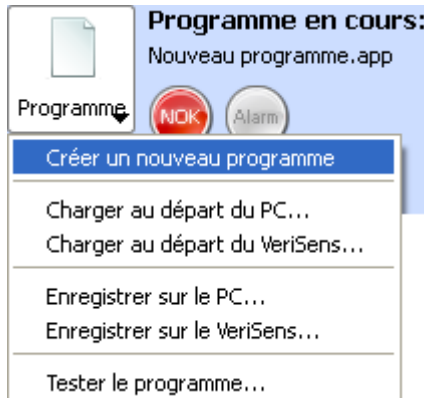 Programme en cours:
Nouveau programme.app
Programme
NOK
Alarm
Créer un nouveau programme
Charger au départ du PC...
Charger au départ du VeriSens...
Enregistrer sur le PC...
Enregistrer sur le VeriSens...
Tester le programme...